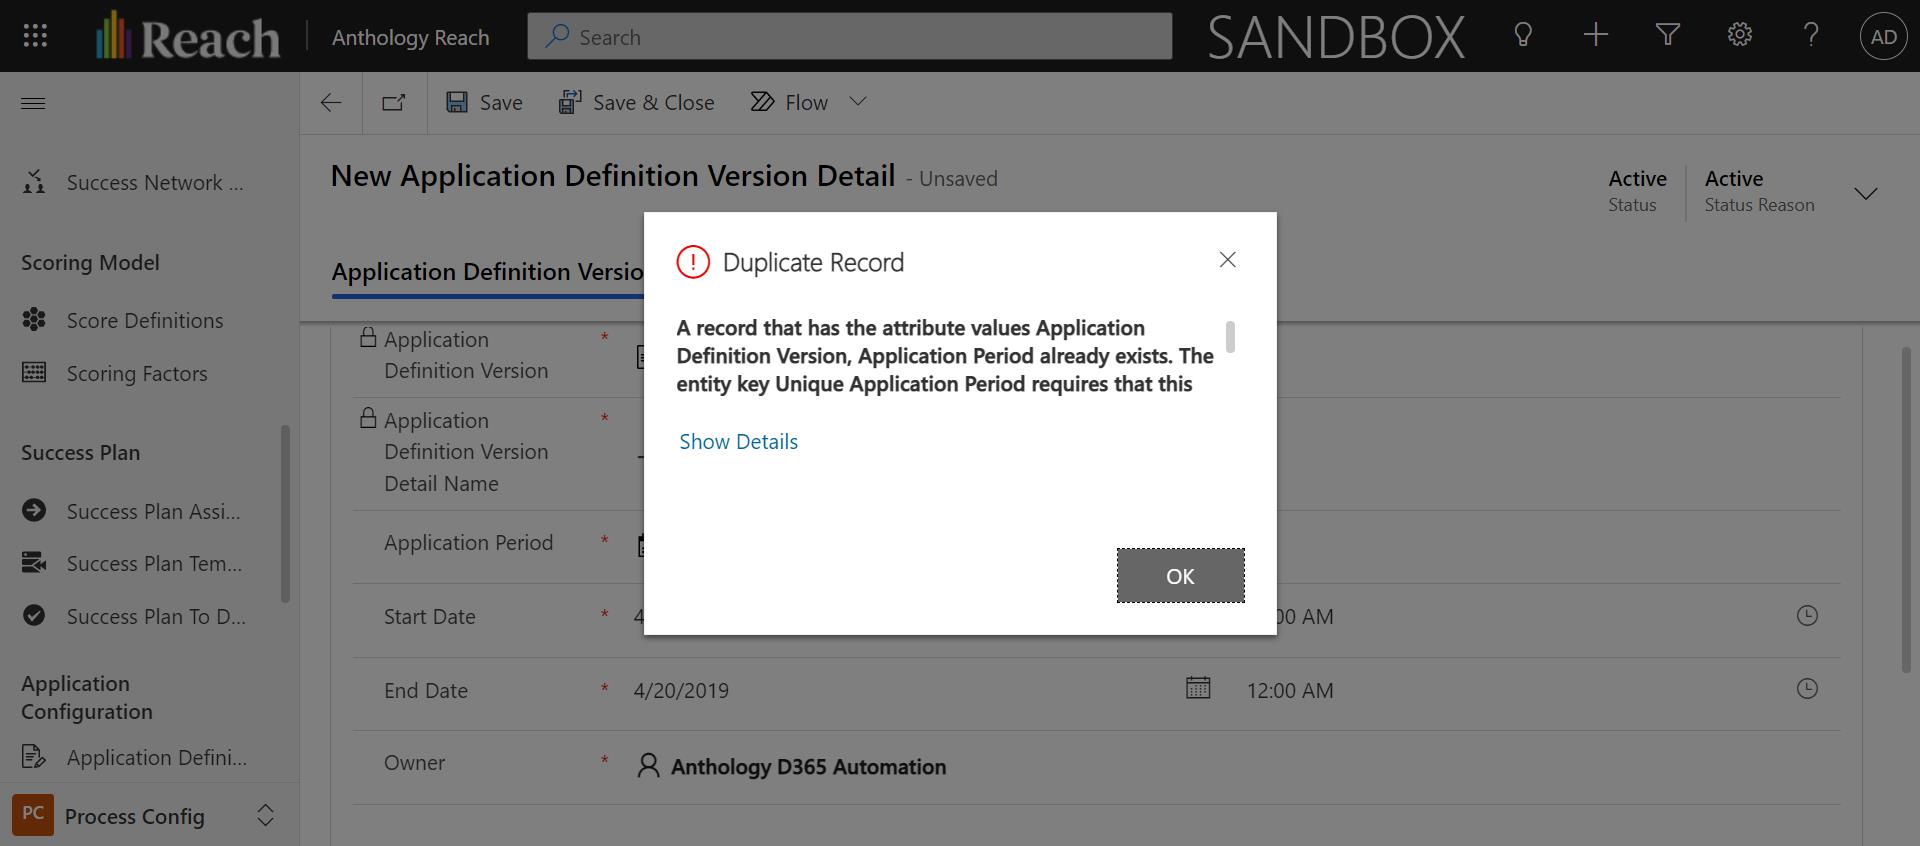 Reach
Anthology Reach
Search
SANDBOX
AD
Save
Save & Close
Flow
Success Network ...
New Application Definition Version Detail - Unsaved
Active
Status
Active
Status Reason
Scoring Model
Score Definitions
Scoring Factors
Success Plan
Success Plan Assi...
Success Plan Tem...
Success Plan To D...
Application
Configuration
Application Defini...
PC
Process Config
Application Definition Versio
Duplicate Record
A record that has the attribute values Application
Definition Version, Application Period already exists. The
entity key Unique Application Period requires that this
Show Details
OK
Application
Definition Version
*
Application
Definition Version
Detail Name
*
Application Period *
Start Date * 4
00 AM
End Date * 4/20/2019 12:00 AM
Owner * Anthology D365 Automation